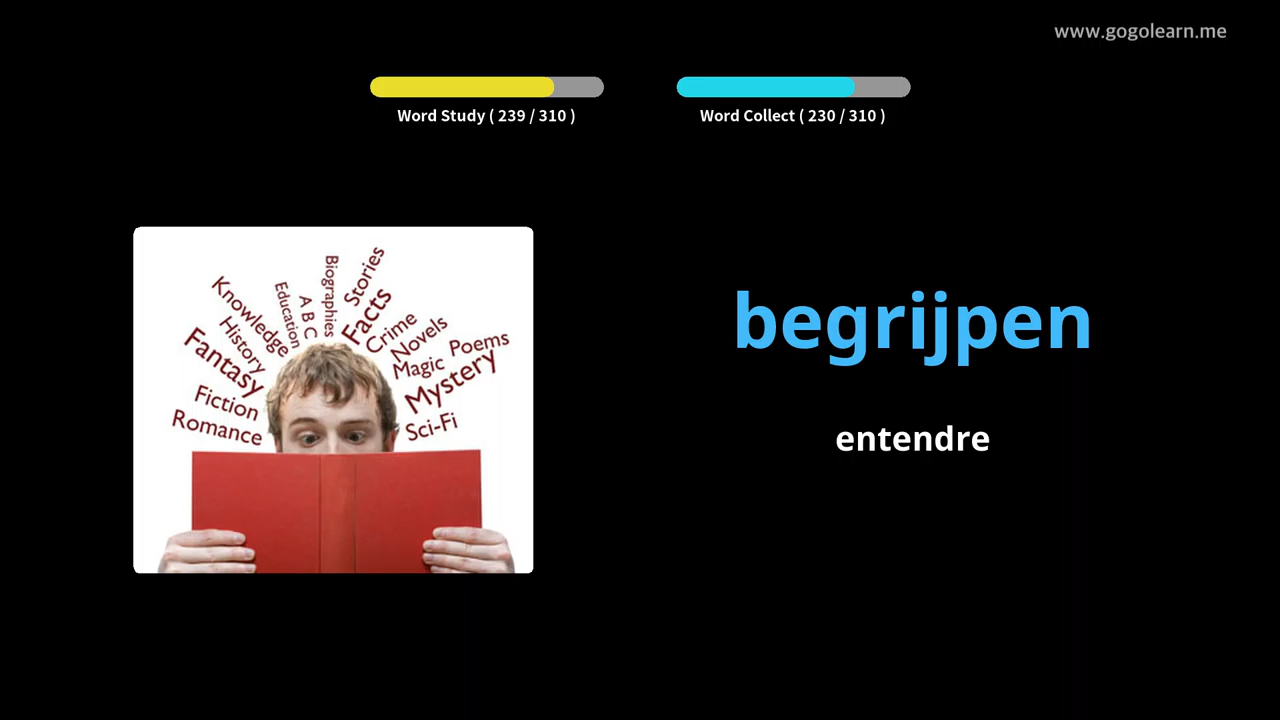 www.gogolearn.me
Word Study ( 239 / 310 )
Word Collect ( 230 / 310 )
Biographies
Stories
Education
A B C
Facts
Knowledge
Crime
History
Novels
Fantasy
Magic
Poems
Mystery
Fiction
Romance
Sci-Fi
begrijpen
entendre